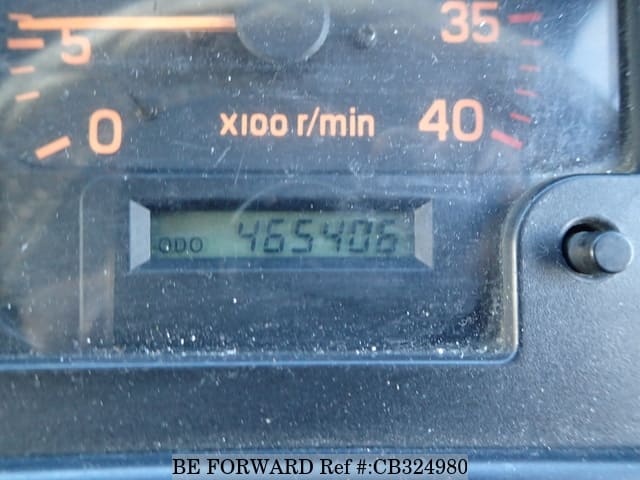 5 35
0 X100 r/min 40
ODO 465406
BE FORWARD Ref #:CB324980